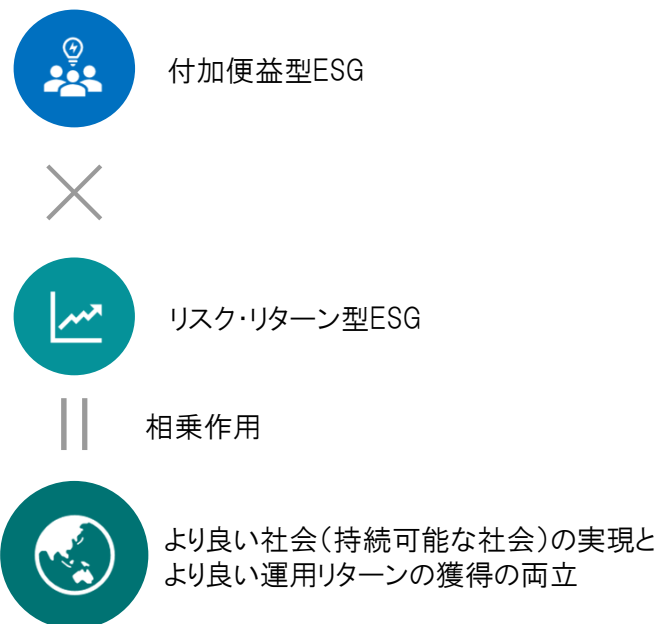 付加便益型ESG
リスク・リターン型ESG
相乗作用
より良い社会(持続可能な社会)の実現と
より良い運用リターンの獲得の両立